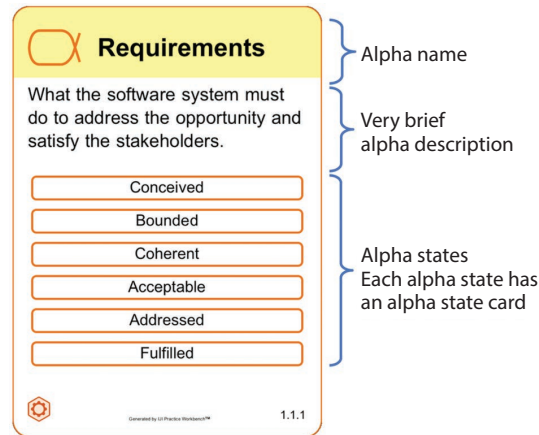 Requirements
Alpha name
What the software system must
do to address the opportunity and
satisfy the stakeholders.
Very brief
alpha description
Conceived
Bounded
Coherent
Acceptable
Addressed
Fulfilled
Alpha states
Each alpha state has
an alpha state card
Generated by IJI Practice Workbench™
1.1.1